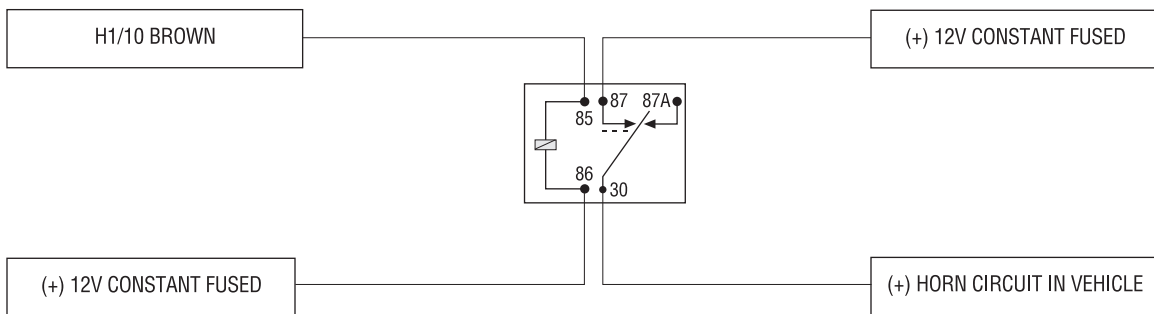 H1/10 BROWN
(+) 12V CONSTANT FUSED
87 87A
85
86
30
(+) 12V CONSTANT FUSED
(+) HORN CIRCUIT IN VEHICLE